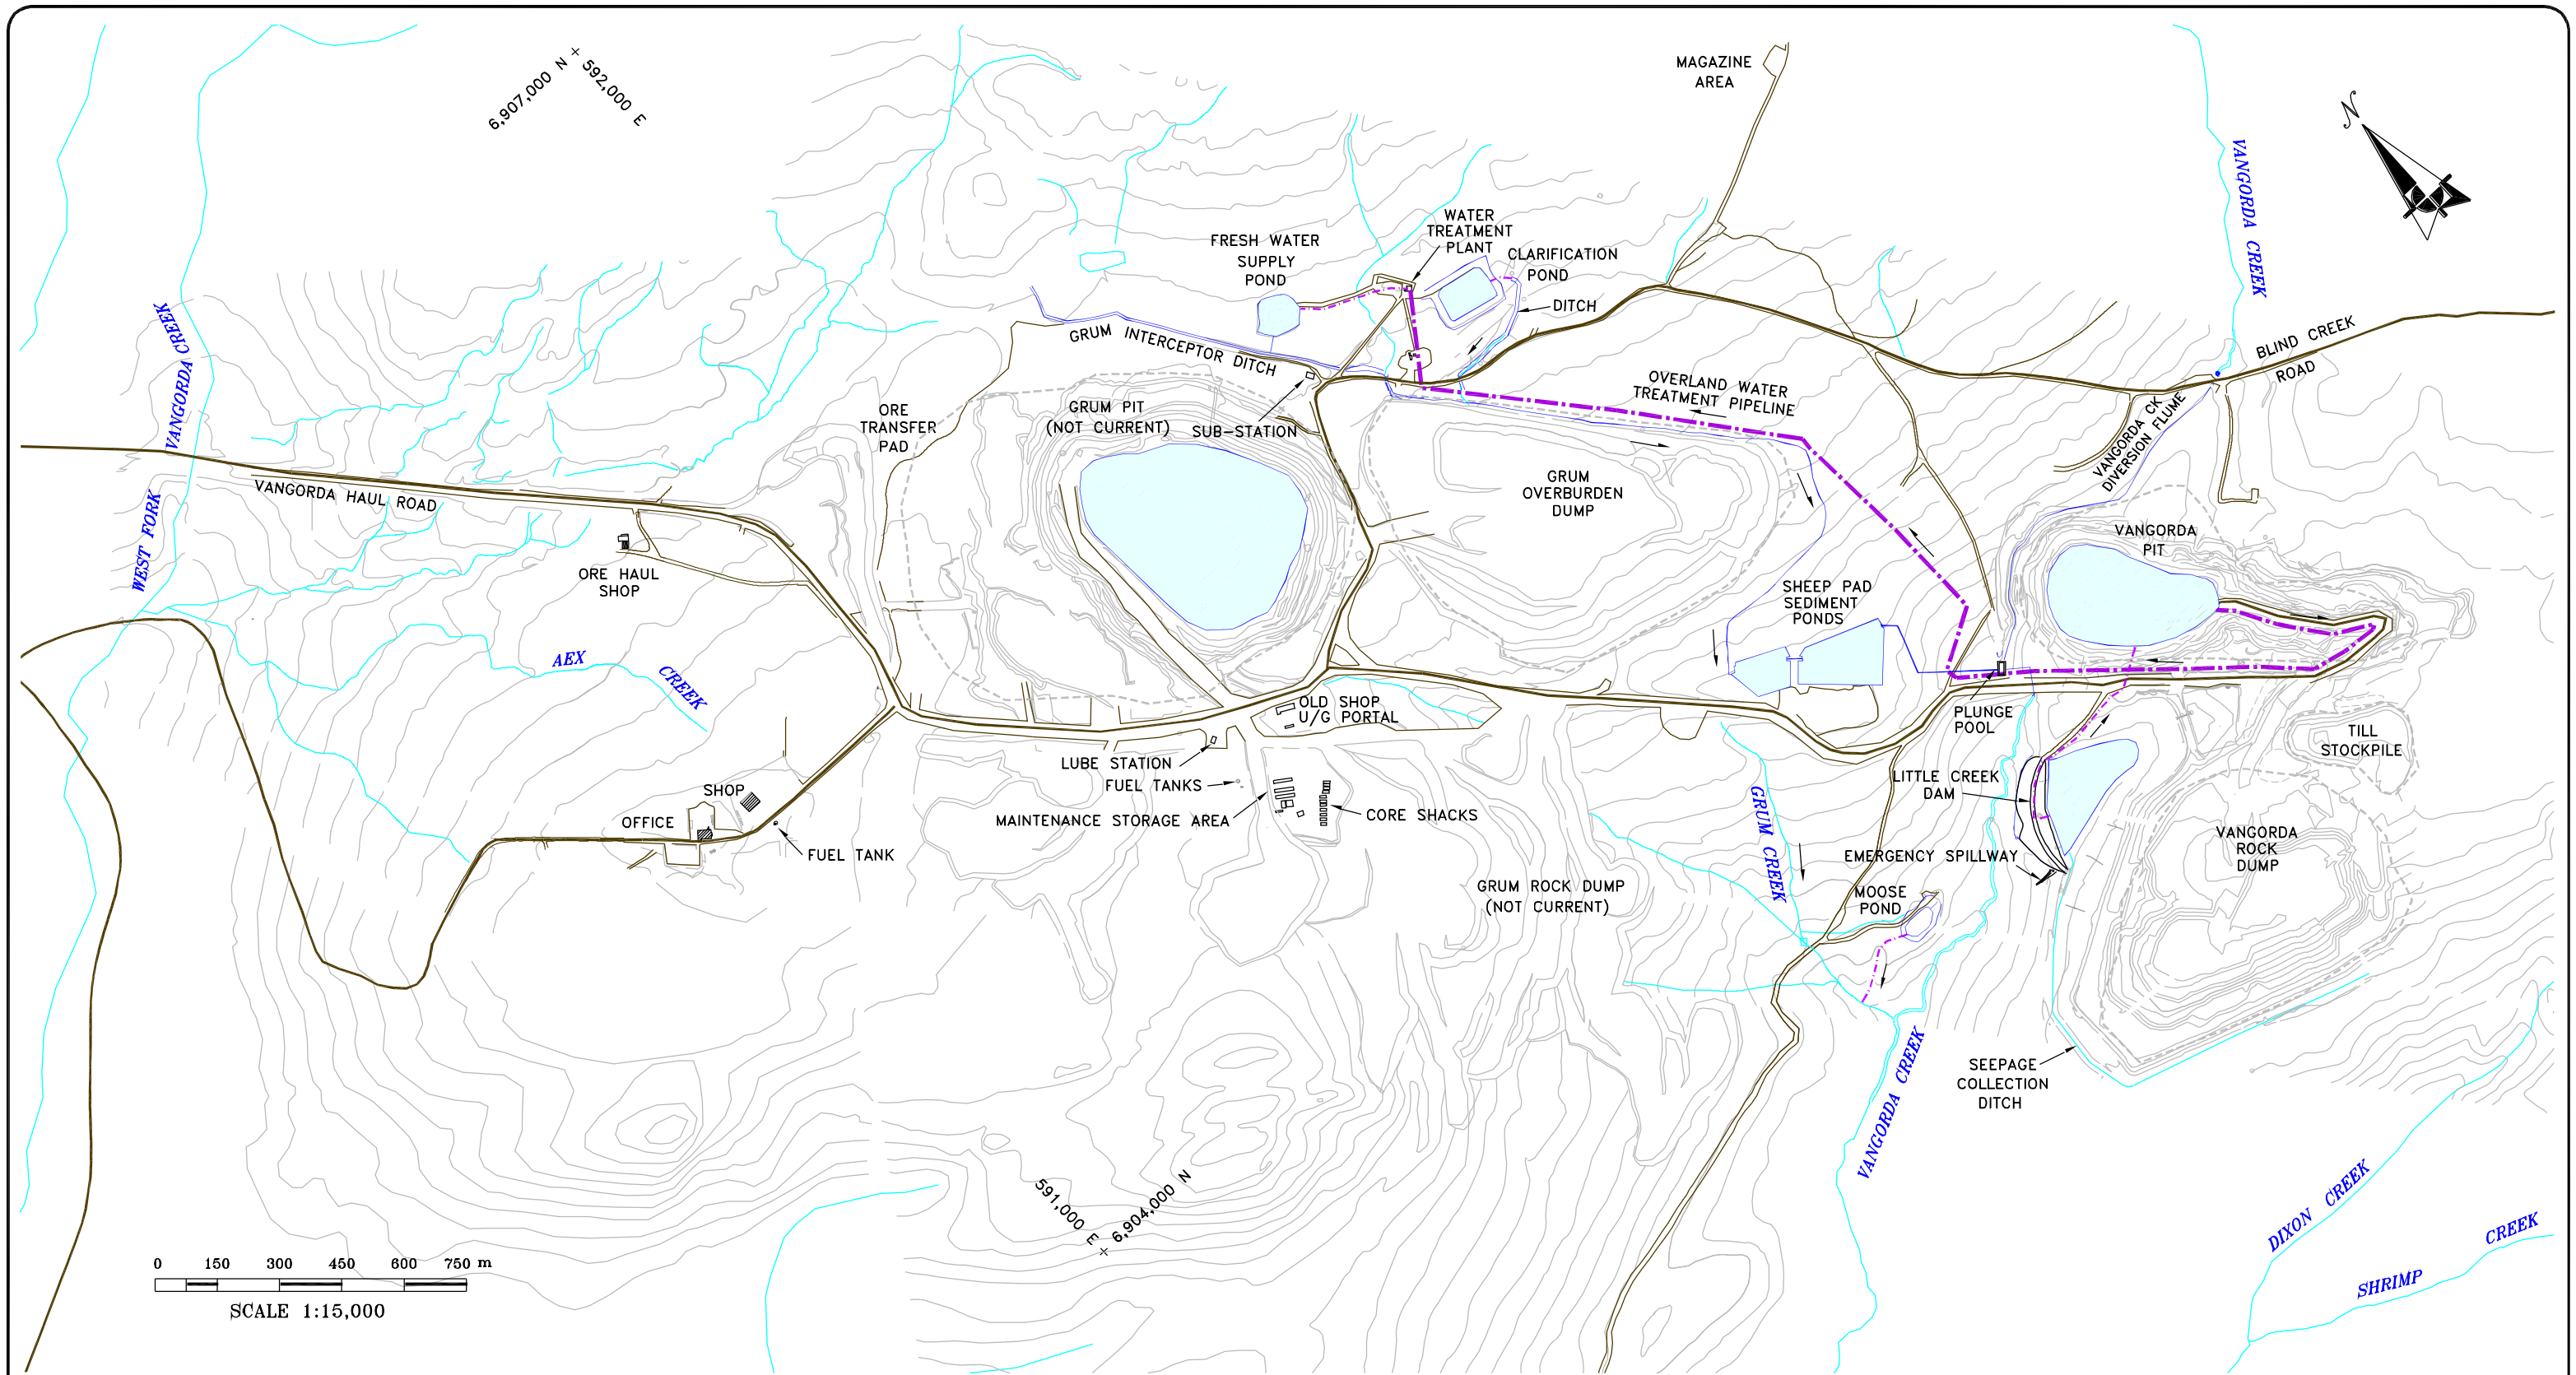 MAGAZINE
AREA
6,907,000 N
592,000 E
N
VANGORDA CREEK
WATER
TREATMENT
PLANT
FRESH WATER
SUPPLY
POND
CLARIFICATION
POND
DITCH
GRUM INTERCEPTOR DITCH
BLIND CREEK
ROAD
VANGORDA CREEK
WEST FORK
OVERLAND WATER
TREATMENT PIPELINE
VANGORDA CK
DIVERSION FLUME
ORE
TRANSFER
PAD
GRUM PIT
(NOT CURRENT)
SUB-STATION
VANGORDA HAUL ROAD
GRUM
OVERBURDEN
DUMP
VANGORDA
PIT
ORE HAUL
SHOP
SHEEP PAD
SEDIMENT
PONDS
AEX
CREEK
OLD SHOP
U/G PORTAL
PLUNGE
POOL
TILL
STOCKPILE
LUBE STATION
FUEL TANKS
MAINTENANCE STORAGE AREA
CORE SHACKS
SHOP
OFFICE
FUEL TANK
LITTLE CREEK
DAM
GRUM CREEK
VANGORDA
ROCK
DUMP
EMERGENCY SPILLWAY
MOOSE
POND
GRUM ROCK DUMP
(NOT CURRENT)
VANGORDA CREEK
SEEPAGE
COLLECTION
DITCH
591,000 E
6,904,000 N
DIXON CREEK
SHRIMP
CREEK
0 150 300 450 600 750 m
SCALE 1:15,000